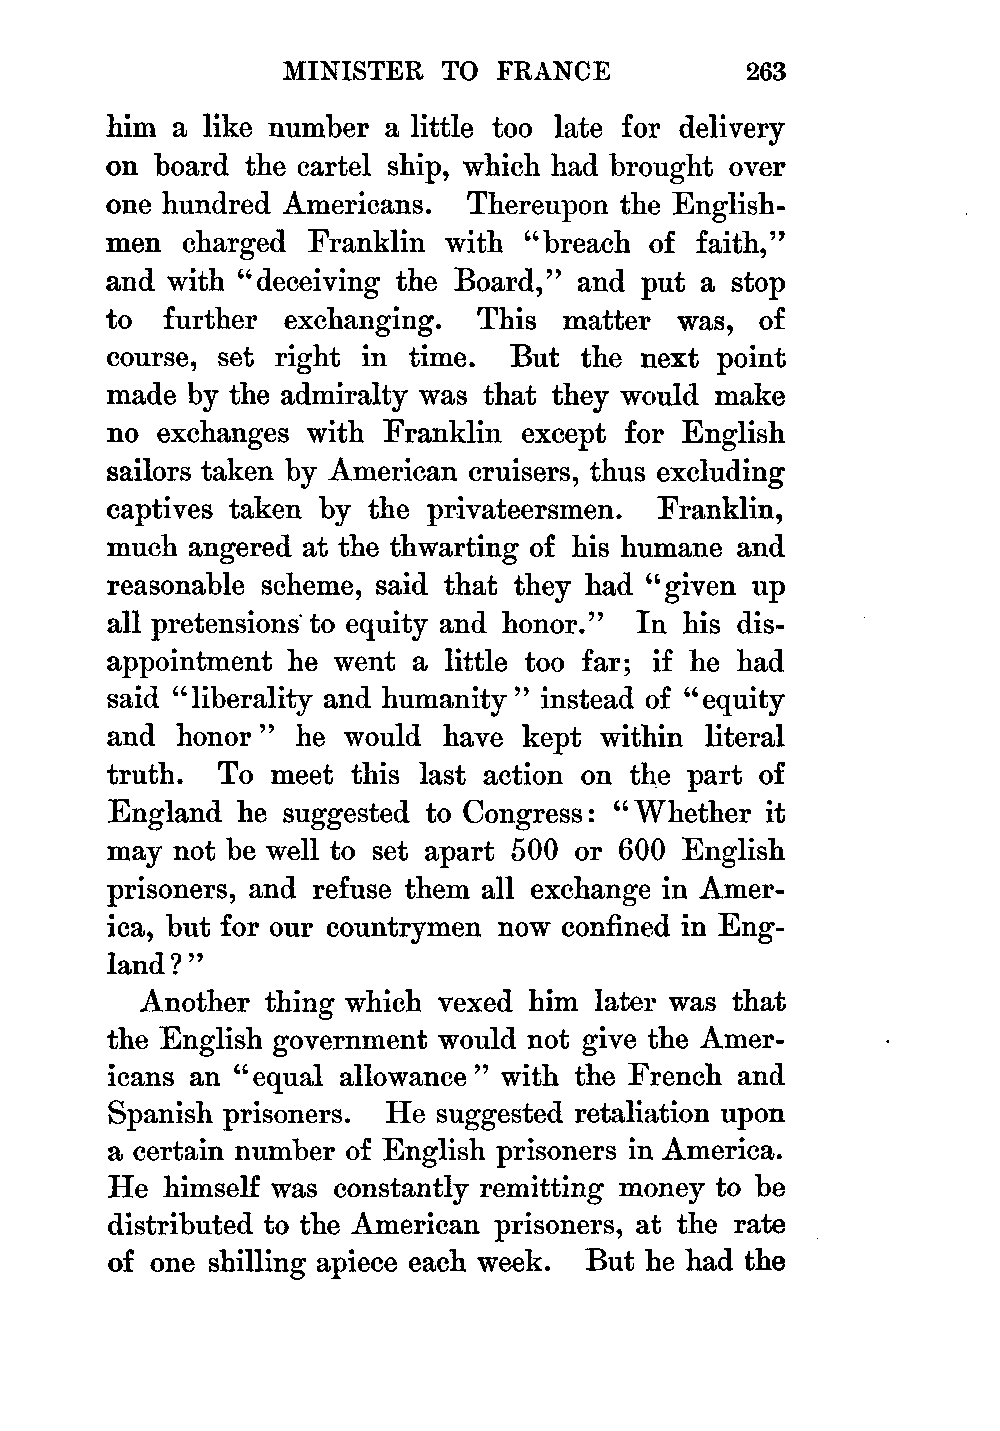 MINISTER TO FRANCE 263
him a like number a little too late for delivery
on board the cartel ship, which had brought over
one hundred Americans. Thereupon the English-
men charged Franklin with "breach of faith,"
and with "deceiving the Board," and put a stop
to further exchanging. This matter was, of
course, set right in time. But the next point
made by the admiralty was that they would make
no exchanges with Franklin except for English
sailors taken by American cruisers, thus excluding
captives taken by the privateersmen. Franklin,
much angered at the thwarting of his humane and
reasonable scheme, said that they had "given up
all pretensions to equity and honor." In his dis-
appointment he went a little too far; if he had
said "liberality and humanity" instead of "equity
and honor" he would have kept within literal
truth. To meet this last action on the part of
England he suggested to Congress: "Whether it
may not be well to set apart 500 or 600 English
prisoners, and refuse them all exchange in Amer-
ica, but for our countrymen now confined in Eng-
land?"
Another thing which vexed him later was that
the English government would not give the Amer-
icans an "equal allowance" with the French and
Spanish prisoners. He suggested retaliation upon
a certain number of English prisoners in America.
He himself was constantly remitting money to be
distributed to the American prisoners, at the rate
of one shilling apiece each week. But he had the